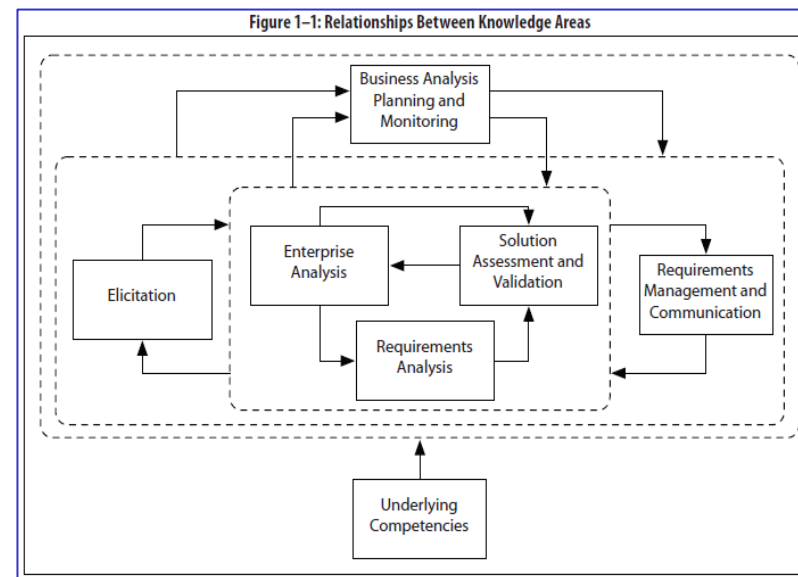 Figure 1–1: Relationships Between Knowledge Areas
Business Analysis
Planning and
Monitoring
Enterprise
Analysis
Solution
Assessment and
Validation
Elicitation
Requirements
Management and
Communication
Requirements
Analysis
Underlying
Competencies